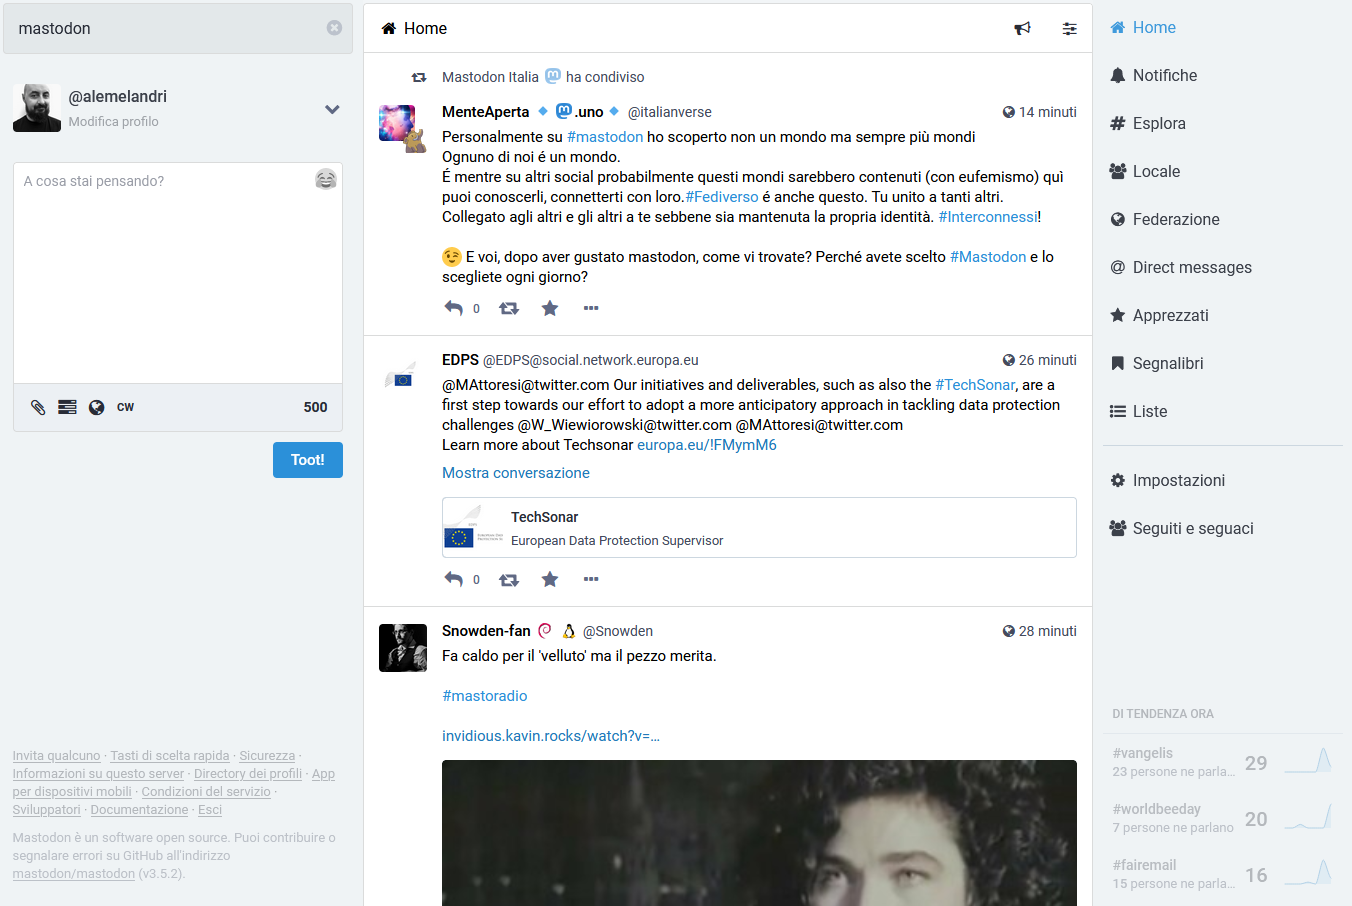 mastodon
@alemelandri
Modifica profilo
A cosa stai pensando?
CW
500
Toot!
Invita qualcuno · Tasti di scelta rapida · Sicurezza ·
Informazioni su questo server · Directory dei profili · App
per dispositivi mobili · Condizioni del servizio ·
Sviluppatori · Documentazione · Esci
Mastodon è un software open source. Puoi contribuire o
segnalare errori su GitHub all'indirizzo
mastodon/mastodon (v3.5.2).
Home
Mastodon Italia ha condiviso
MenteAperta .uno @italianverse 14 minuti
Personalmente su #mastodon ho scoperto non un mondo ma sempre più mondi
Ognuno di noi é un mondo.
É mentre su altri social probabilmente questi mondi sarebbero contenuti (con eufemismo) quì
puoi conoscerli, connetterti con loro.#Fediverso é anche questo. Tu unito a tanti altri.
Collegato agli altri e gli altri a te sebbene sia mantenuta la propria identità. #Interconnessi!
😉 E voi, dopo aver gustato mastodon, come vi trovate? Perché avete scelto #Mastodon e lo
scegliete ogni giorno?
0
EDPS @EDPS@social.network.europa.eu 26 minuti
@MAttoresi@twitter.com Our initiatives and deliverables, such as also the #TechSonar, are a
first step towards our effort to adopt a more anticipatory approach in tackling data protection
challenges @W_Wiewiorowski@twitter.com @MAttoresi@twitter.com
Learn more about Techsonar europa.eu/!FMymM6
Mostra conversazione
TechSonar
European Data Protection Supervisor
0
Snowden-fan @Snowden 28 minuti
Fa caldo per il 'velluto' ma il pezzo merita.
#mastoradio
invidious.kavin.rocks/watch?v=…
Home
Notifiche
Esplora
Locale
Federazione
Direct messages
Apprezzati
Segnalibri
Liste
Impostazioni
Seguiti e seguaci
DI TENDENZA ORA
#vangelis
23 persone ne parla…
29
#worldbeeday
7 persone ne parlano
20
#fairemail
15 persone ne parla…
16